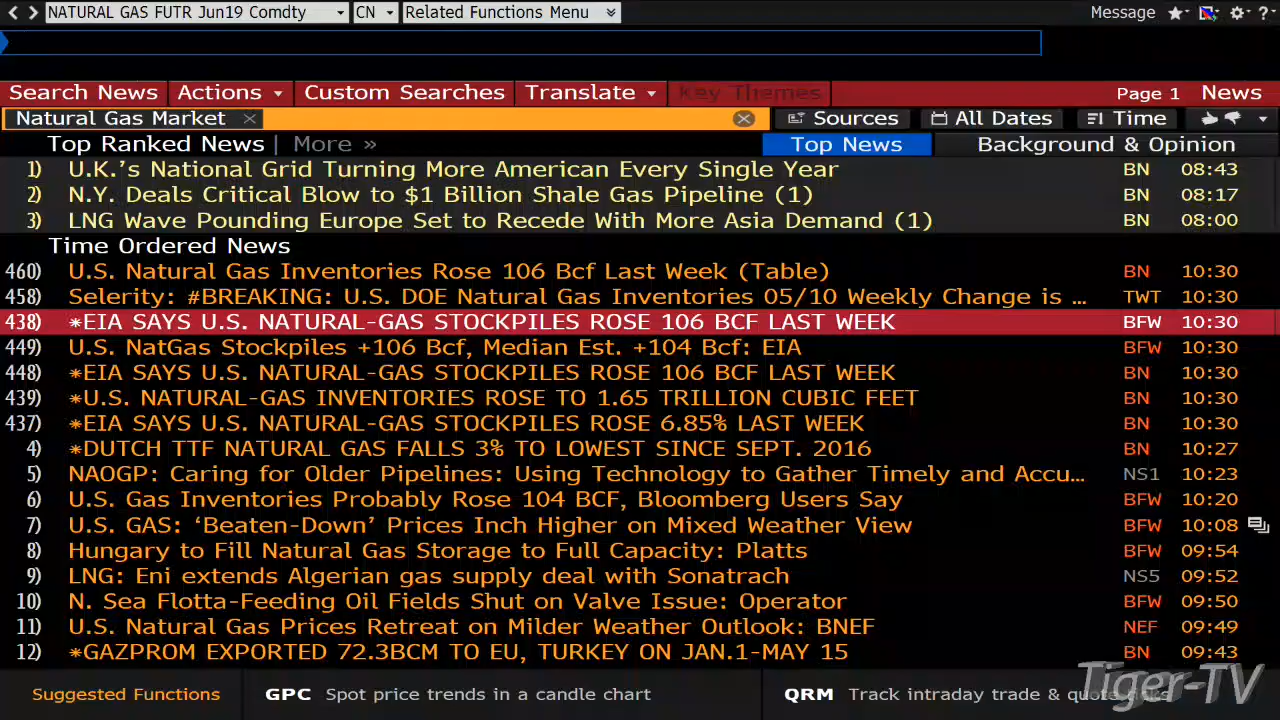 NATURAL GAS FUTR Jun19 Comdty CN Related Functions Menu Message ?
Search News Actions Custom Searches Translate Key Themes Page 1 News
Natural Gas Market Sources All Dates Time
Top Ranked News | More » Top News Background & Opinion
1) U.K.’s National Grid Turning More American Every Single Year BN 08:43
2) N.Y. Deals Critical Blow to $1 Billion Shale Gas Pipeline (1) BN 08:17
3) LNG Wave Pounding Europe Set to Recede With More Asia Demand (1) BN 08:00
Time Ordered News
460) U.S. Natural Gas Inventories Rose 106 Bcf Last Week (Table) BN 10:30
458) Selerity: #BREAKING: U.S. DOE Natural Gas Inventories 05/10 Weekly Change is ... TWT 10:30
438) *EIA SAYS U.S. NATURAL-GAS STOCKPILES ROSE 106 BCF LAST WEEK BFW 10:30
449) U.S. NatGas Stockpiles +106 Bcf, Median Est. +104 Bcf: EIA BFW 10:30
448) *EIA SAYS U.S. NATURAL-GAS STOCKPILES ROSE 106 BCF LAST WEEK BN 10:30
439) *U.S. NATURAL-GAS INVENTORIES ROSE TO 1.65 TRILLION CUBIC FEET BN 10:30
437) *EIA SAYS U.S. NATURAL-GAS STOCKPILES ROSE 6.85% LAST WEEK BN 10:30
4) *DUTCH TTF NATURAL GAS FALLS 3% TO LOWEST SINCE SEPT. 2016 BN 10:27
5) NAOGP: Caring for Older Pipelines: Using Technology to Gather Timely and Accu... NS1 10:23
6) U.S. Gas Inventories Probably Rose 104 BCF, Bloomberg Users Say BFW 10:20
7) U.S. GAS: ‘Beaten-Down’ Prices Inch Higher on Mixed Weather View BFW 10:08
8) Hungary to Fill Natural Gas Storage to Full Capacity: Platts BFW 09:54
9) LNG: Eni extends Algerian gas supply deal with Sonatrach NS5 09:52
10) N. Sea Flotta-Feeding Oil Fields Shut on Valve Issue: Operator BFW 09:50
11) U.S. Natural Gas Prices Retreat on Milder Weather Outlook: BNEF NEF 09:49
12) *GAZPROM EXPORTED 72.3BCM TO EU, TURKEY ON JAN.1-MAY 15 BN 09:43
Suggested Functions GPC Spot price trends in a candle chart QRM Track intraday trade & quote ticks
Tiger-TV